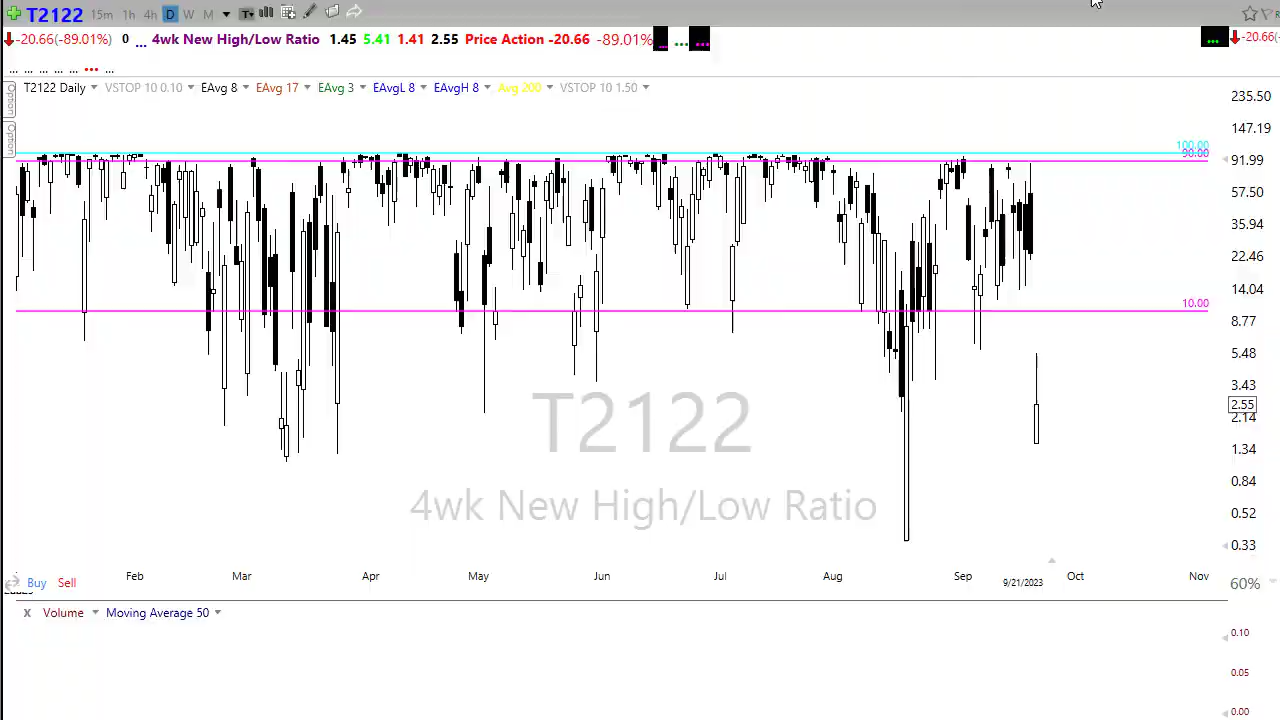 T2122 15m 1h 4h D W M T
-20.66(-89.01%) 0 ... 4wk New High/Low Ratio 1.45 5.41 1.41 2.55 Price Action -20.66 -89.01% ... ... ... ... -20.66(-
... ... ... ... ... ... ...
T2122 Daily VSTOP 10 0.10 EAvg 8 EAvg 17 EAvg 3 EAvgL 8 EAvgH 8 Avg 200 VSTOP 10 1.50
Option
Option
235.50
147.19
100.00
90.00
91.99
57.50
35.94
22.46
14.04
10.00
8.77
5.48
3.43
2.55
2.14
1.34
0.84
0.52
0.33
T2122
4wk New High/Low Ratio
Feb Mar Apr May Jun Jul Aug Sep 9/21/2023 Oct Nov
Buy Sell 60%
X Volume Moving Average 50
0.10
0.05
0.00